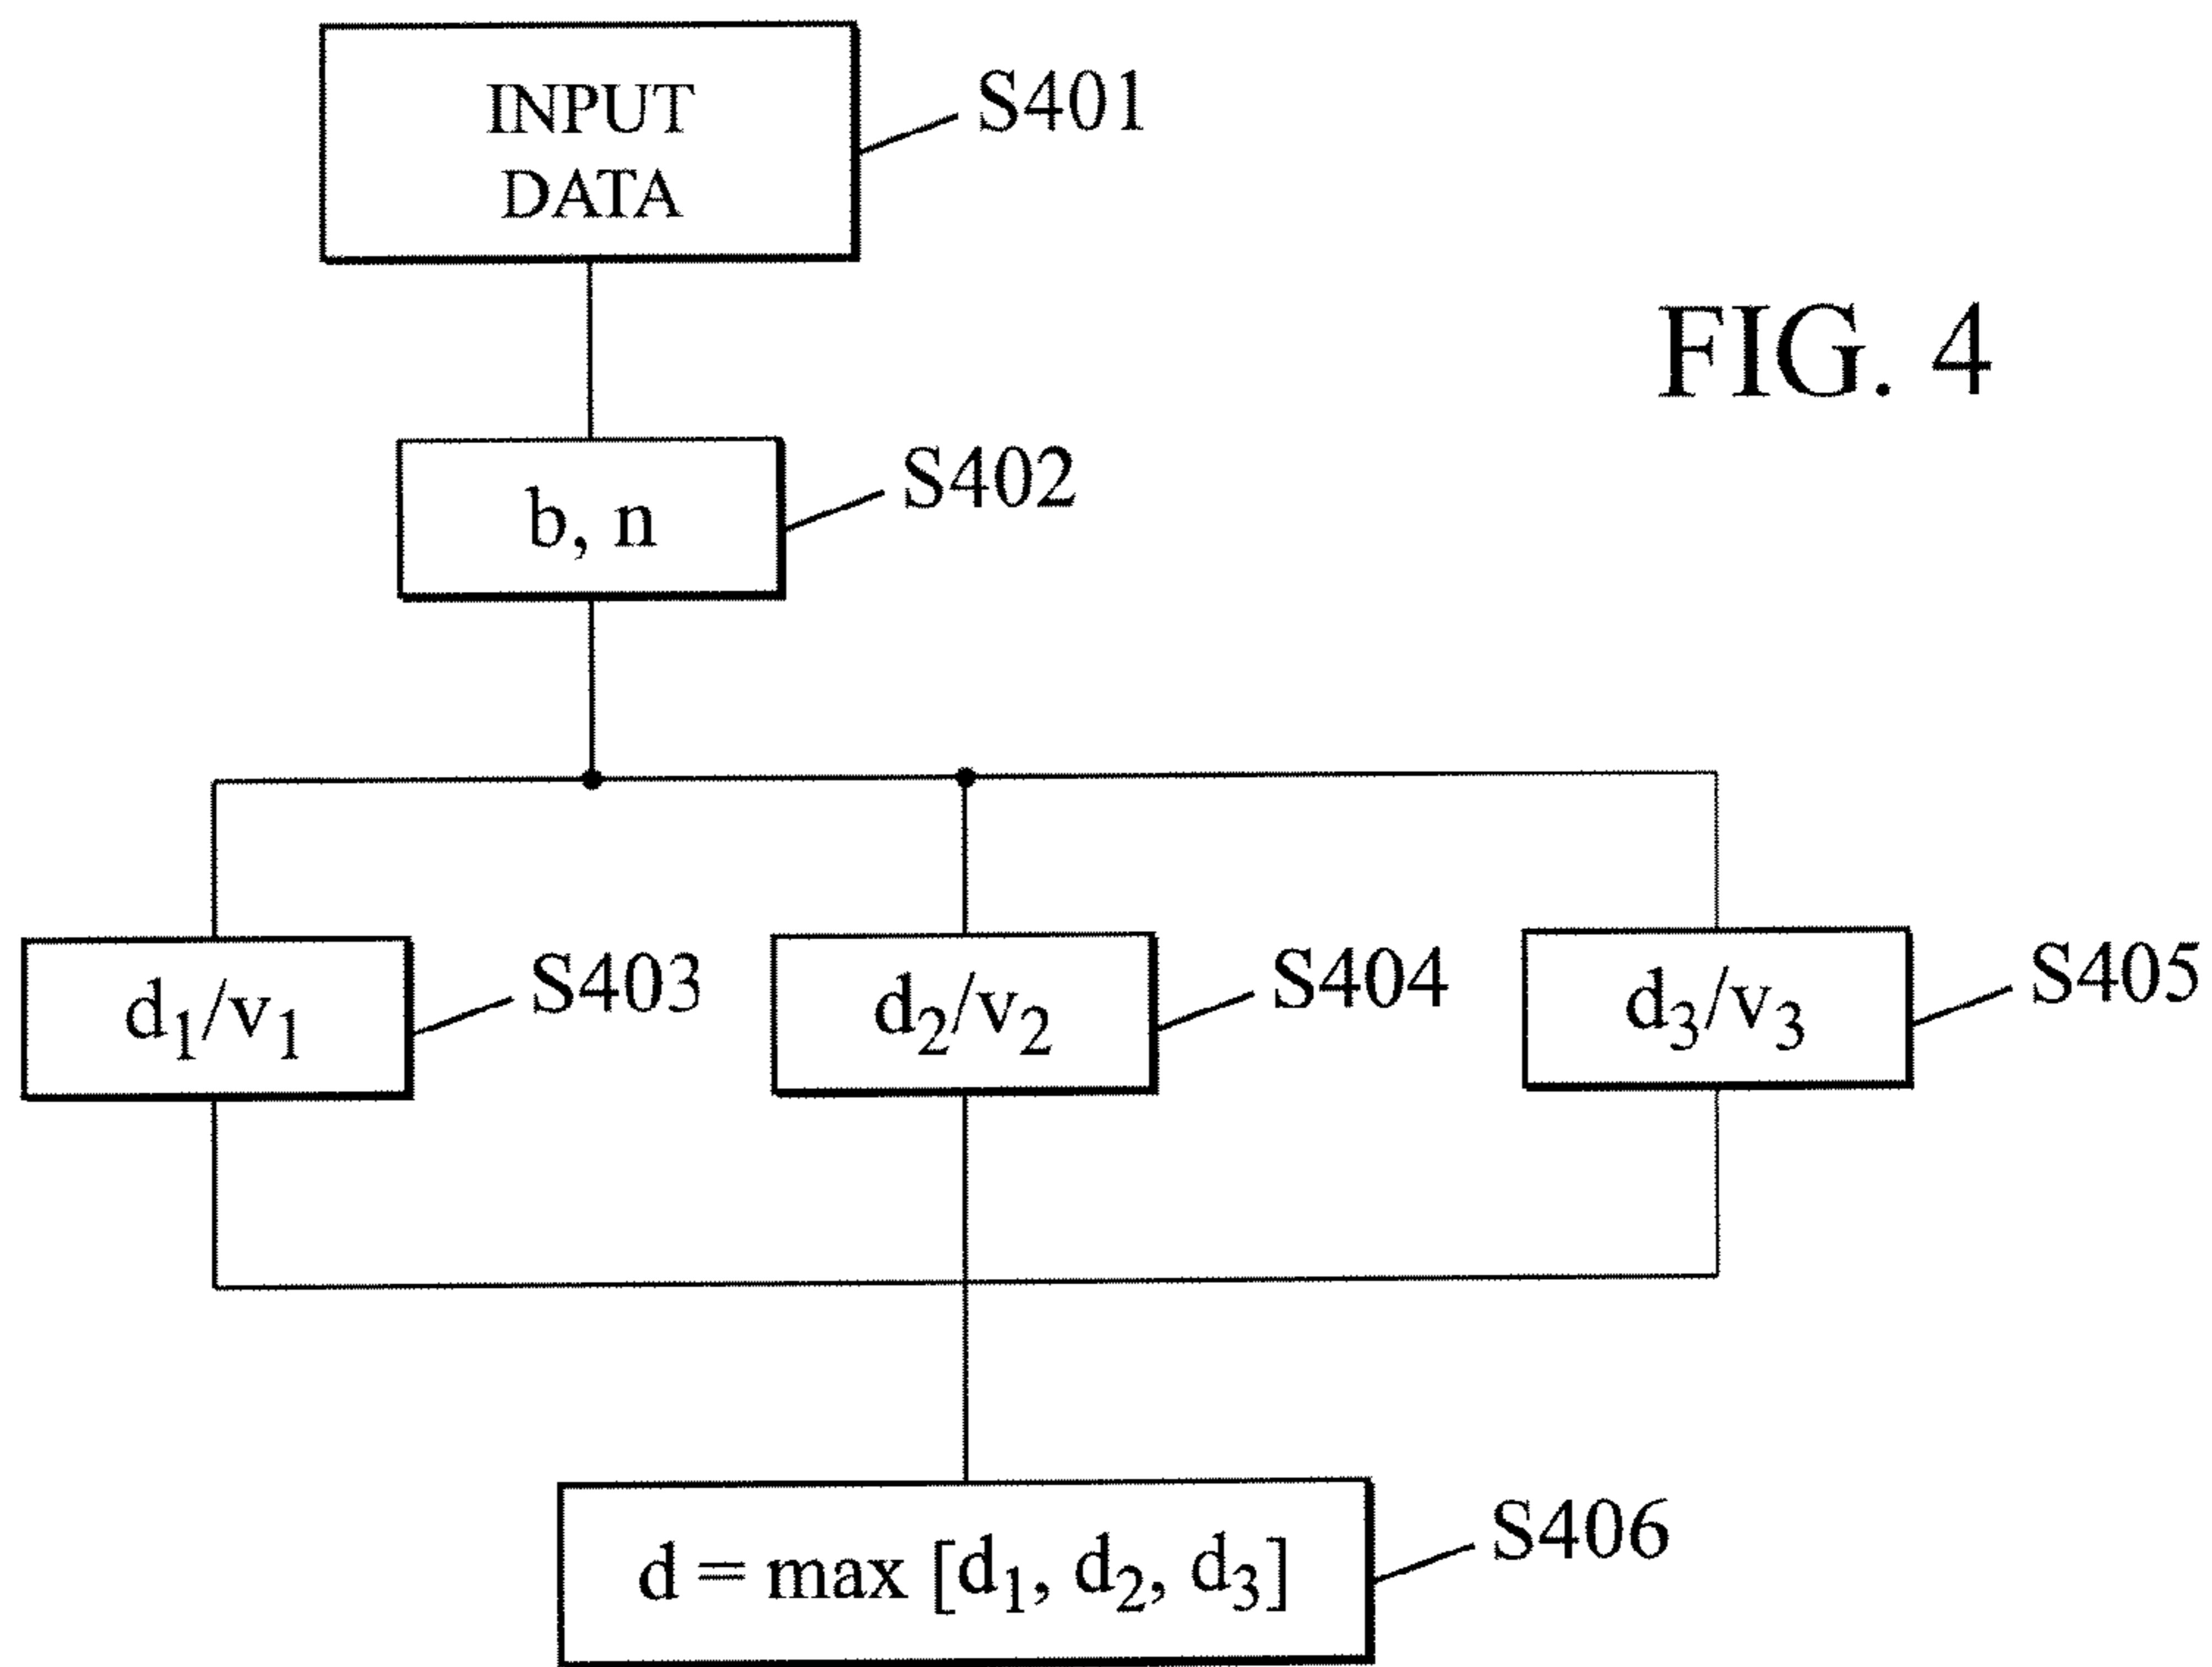 INPUT
DATA
S401
FIG. 4
b, n
S402
d₁/v₁
S403
d₂/v₂
S404
d₃/v₃
S405
d = max [d₁, d₂, d₃]
S406